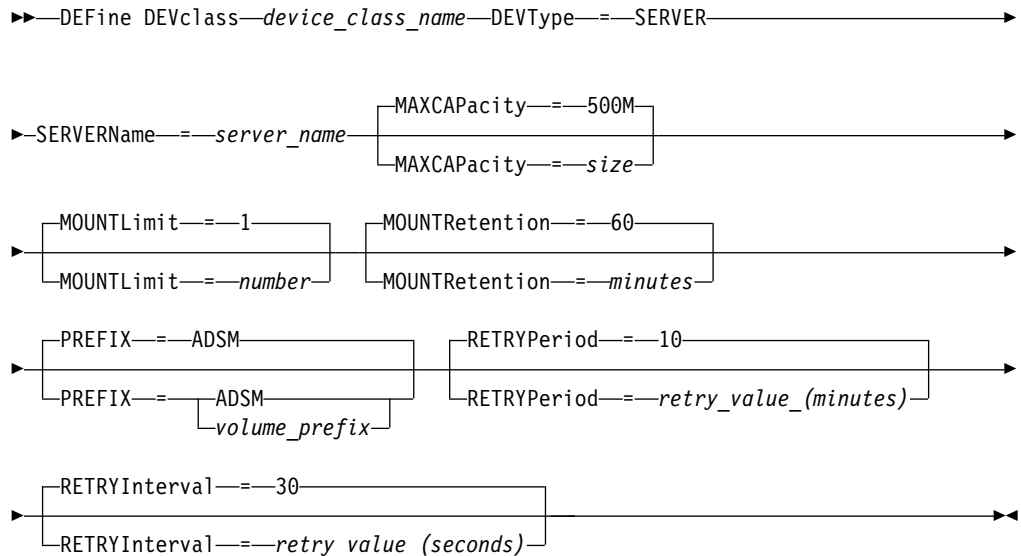 DEFine DEVclass device_class_name DEVType = SERVER
MAXCAPacity = 500M
SERVERName = server_name
MAXCAPacity = size
MOUNTLimit = 1 MOUNTRetention = 60
MOUNTLimit = number MOUNTRetention = minutes
PREFIX = ADSM RETRYPeriod = 10
PREFIX = ADSM RETRYPeriod = retry_value_(minutes)
volume_prefix
RETRYInterval = 30
RETRYInterval = retry value (seconds)